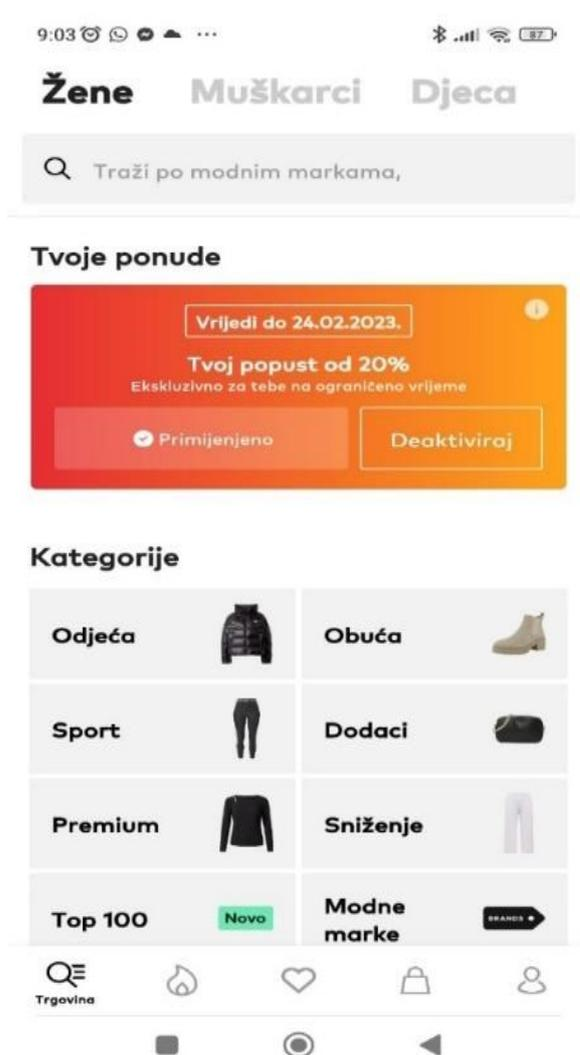 9:03 ...
87
Žene Muškarci Djeca
Traži po modnim markama,
Tvoje ponude
Vrijedi do 24.02.2023.
i
Tvoj popust od 20%
Ekskluzivno za tebe na ograničeno vrijeme
Primijenjeno Deaktiviraj
Kategorije
Odjeća Obuća
Sport Dodaci
Premium Sniženje
Top 100 Novo
Modne
marke
BRANDS
Trgovina